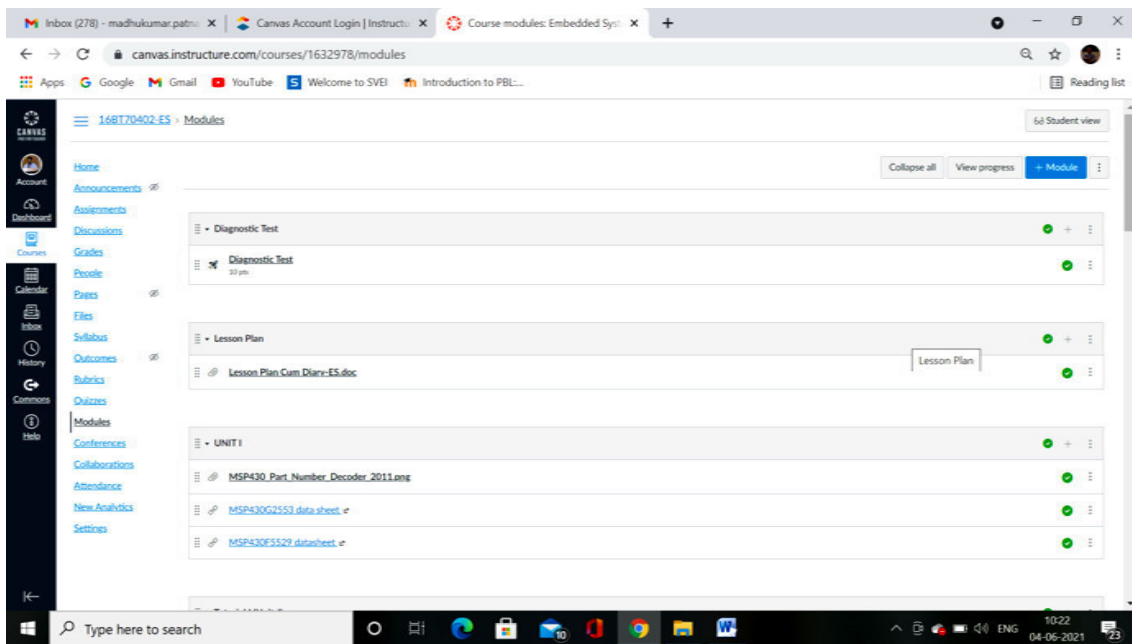 Inbox (278) - madhukumar.patna
Canvas Account Login | Instructu
Course modules: Embedded Syst
canvas.instructure.com/courses/1632978/modules
Apps Google Gmail YouTube Welcome to SVEI Introduction to PBL:... Reading list
CANVAS
Account
Dashboard
Courses
Calendar
Inbox
History
Commons
Help
16BT70402-ES > Modules
Student view
Home
Announcements
Assignments
Discussions
Grades
People
Pages
Files
Syllabus
Outcomes
Rubrics
Quizzes
Modules
Conferences
Collaborations
Attendance
New Analytics
Settings
Collapse all View progress + Module
Diagnostic Test
Diagnostic Test
10 pts
Lesson Plan
Lesson Plan
Lesson Plan Cum Diary-ES.doc
UNIT I
MSP430_Part_Number_Decoder_2011.png
MSP430G2553 data sheet
MSP430F5529 datasheet
Type here to search
10
ENG
10:22
04-06-2021
23